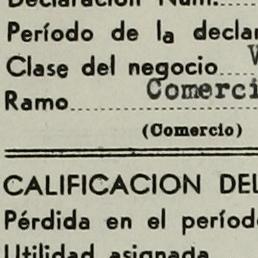 Declaración Núm.
Período de la declar
Clase del negocio
Ramo Comerci
(Comercio)
CALIFICACION DEL
Pérdida en el períod
Utilidad asignada